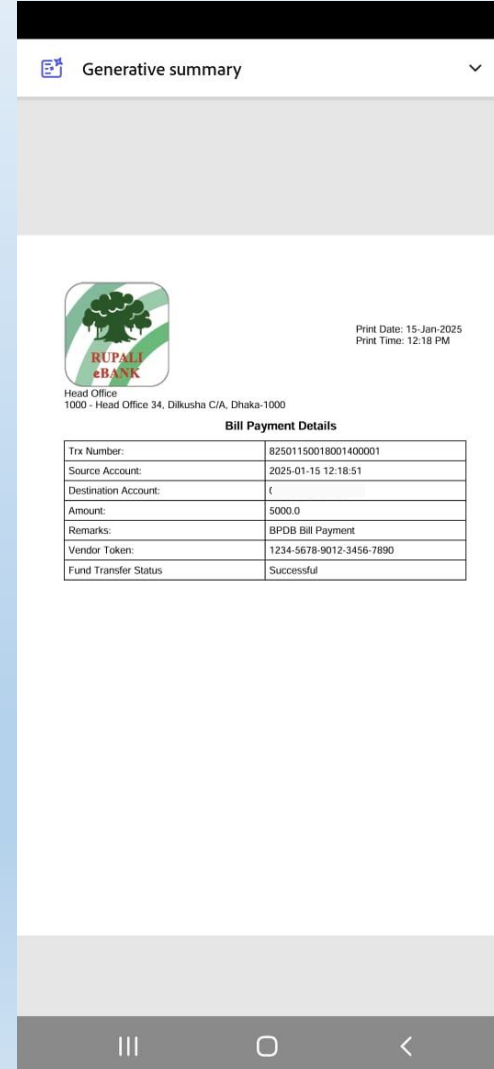 Generative summary
RUPALI
eBANK
Print Date: 15-Jan-2025
Print Time: 12:18 PM
Head Office
1000 - Head Office 34, Dilkusha C/A, Dhaka-1000
Bill Payment Details
Trx Number: 82501150018001400001
Source Account: 2025-01-15 12:18:51
Destination Account:
Amount: 5000.0
Remarks: BPDB Bill Payment
Vendor Token: 1234-5678-9012-3456-7890
Fund Transfer Status Successful